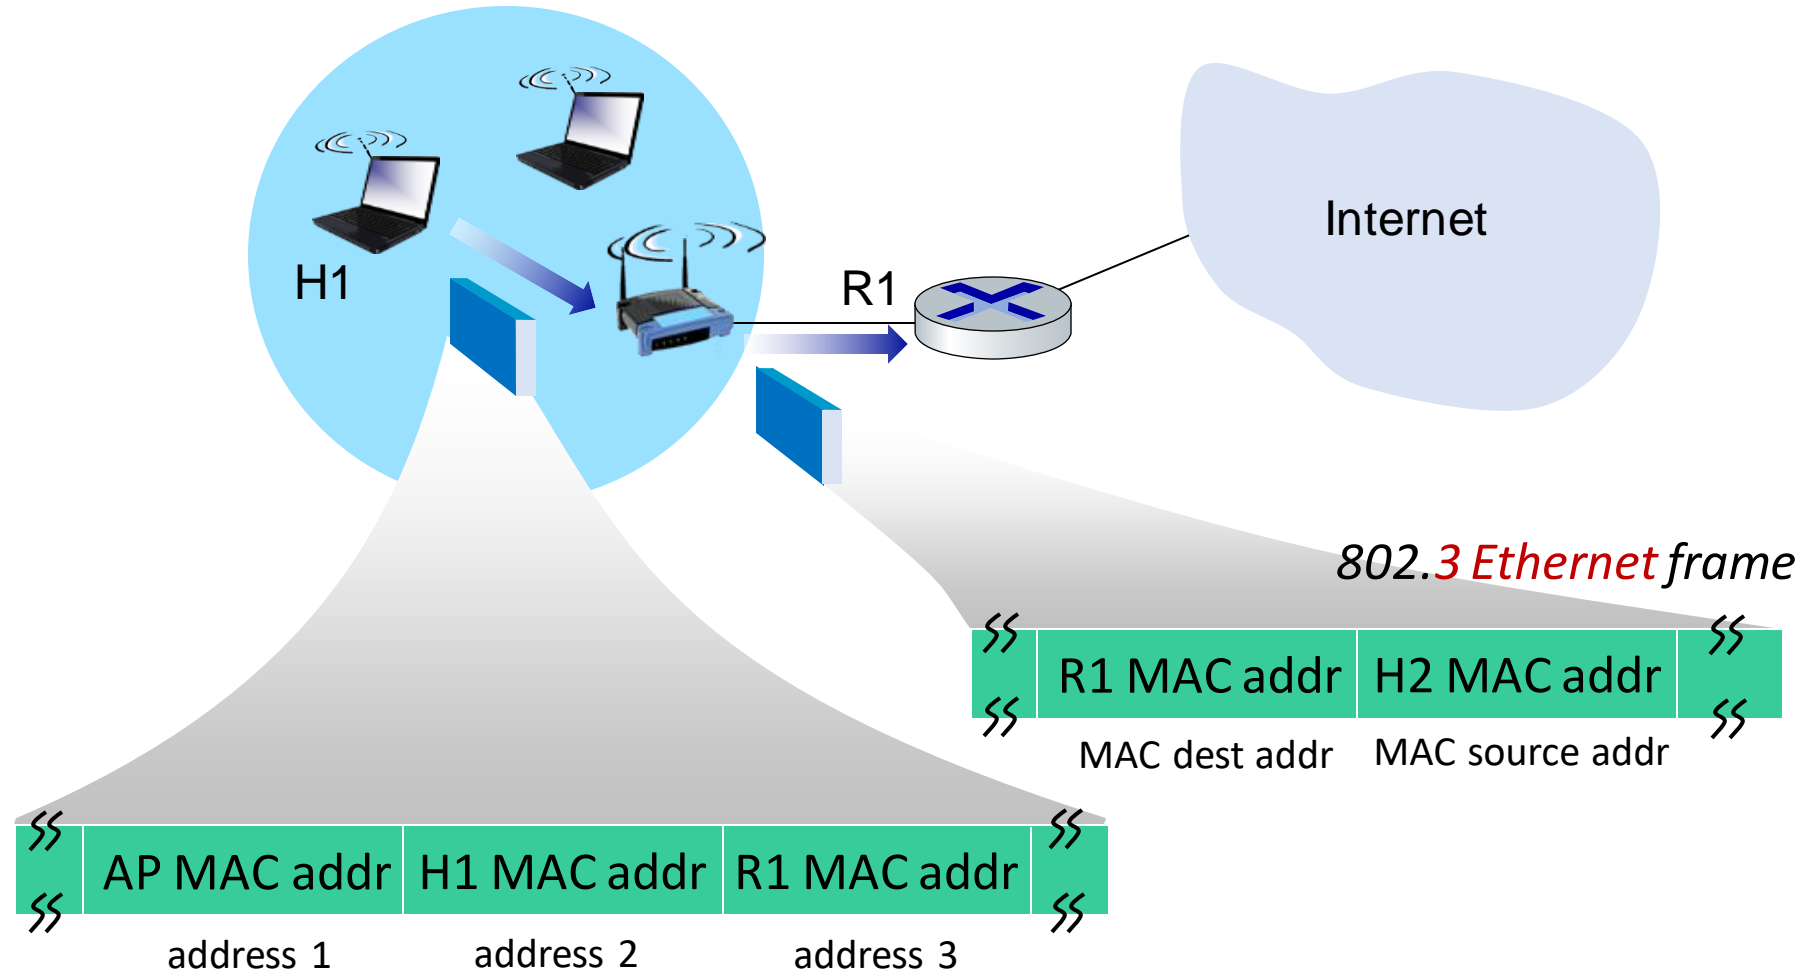 Internet
H1
R1
802.3 Ethernet frame
R1 MAC addr H2 MAC addr
MAC dest addr MAC source addr
AP MAC addr H1 MAC addr R1 MAC addr
address 1 address 2 address 3